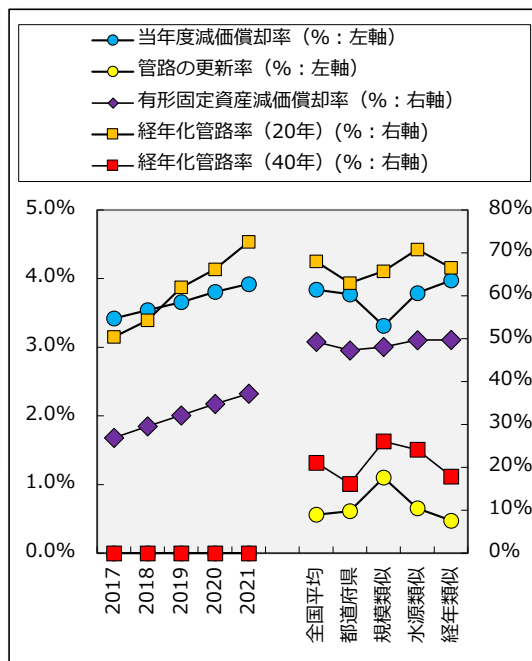 当年度減価償却率（%：左軸）
管路の更新率（%：左軸）
有形固定資産減価償却率（%：右軸）
経年化管路率（20年）(%：右軸)
経年化管路率（40年）(%：右軸)
5.0%
4.0%
3.0%
2.0%
1.0%
0.0%
80%
70%
60%
50%
40%
30%
20%
10%
0%
2017
2018
2019
2020
2021
全国平均
都道府県
規模類似
水源類似
経年類似